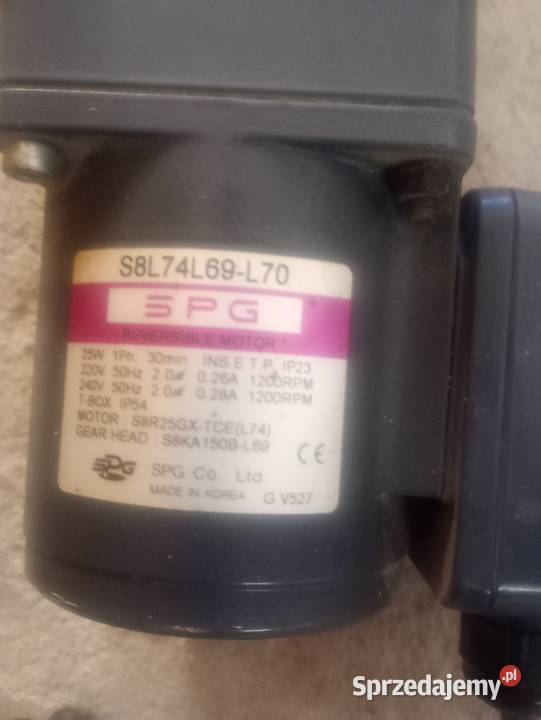 S8L74L69-L70
SPG
REVERSIBLE MOTOR
25W 1Ph. 30min. INS.E T.P. IP23
220V 50Hz 2.0㎌ 0.26A 1200RPM
240V 50Hz 2.0㎌ 0.28A 1200RPM
T-BOX IP54
MOTOR : S8R25GX-TCE(L74)
GEAR HEAD : S8KA150B-L69
CE
SPG SPG Co., Ltd.
MADE IN KOREA G V527
Sprzedajemy.pl